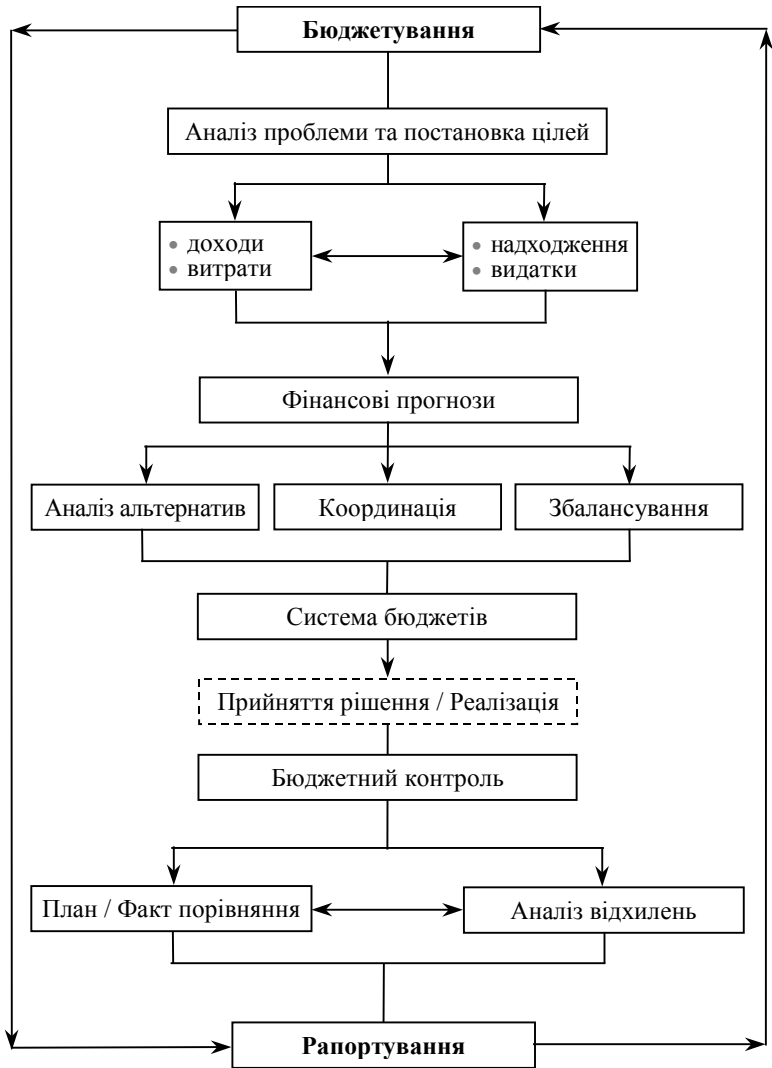 Бюджетування
Аналіз проблеми та постановка цілей
• доходи
• витрати
• надходження
• видатки
Фінансові прогнози
Аналіз альтернатив
Координація
Збалансування
Система бюджетів
Прийняття рішення / Реалізація
Бюджетний контроль
План / Факт порівняння
Аналіз відхилень
Рапортування